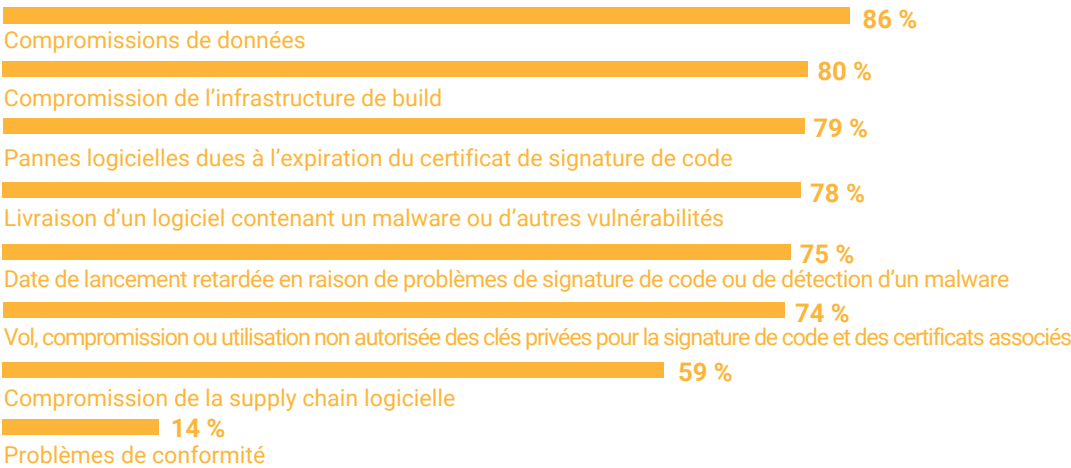 86 %
Compromissions de données
80 %
Compromission de l’infrastructure de build
79 %
Pannes logicielles dues à l’expiration du certificat de signature de code
78 %
Livraison d’un logiciel contenant un malware ou d’autres vulnérabilités
75 %
Date de lancement retardée en raison de problèmes de signature de code ou de détection d’un malware
74 %
Vol, compromission ou utilisation non autorisée des clés privées pour la signature de code et des certificats associés
59 %
Compromission de la supply chain logicielle
14 %
Problèmes de conformité